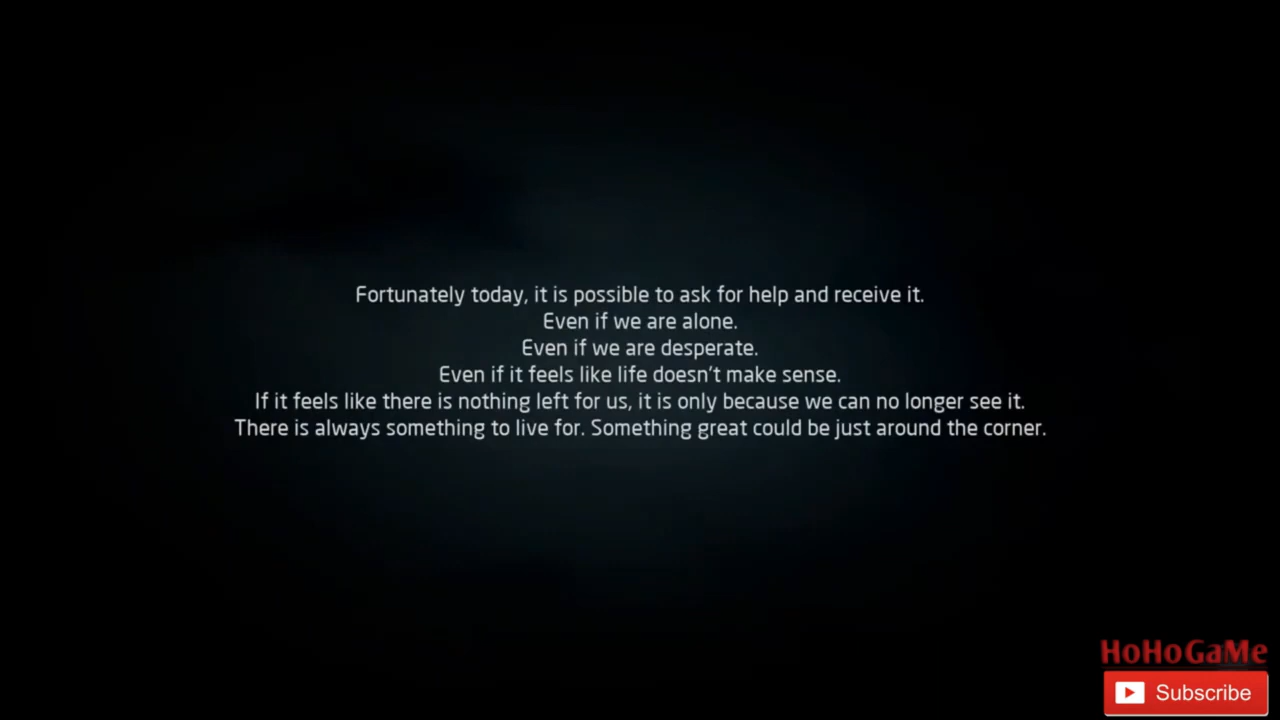 Fortunately today, it is possible to ask for help and receive it.
Even if we are alone.
Even if we are desperate.
Even if it feels like life doesn't make sense.
If it feels like there is nothing left for us, it is only because we can no longer see it.
There is always something to live for. Something great could be just around the corner.
HoHoGaMe
Subscribe